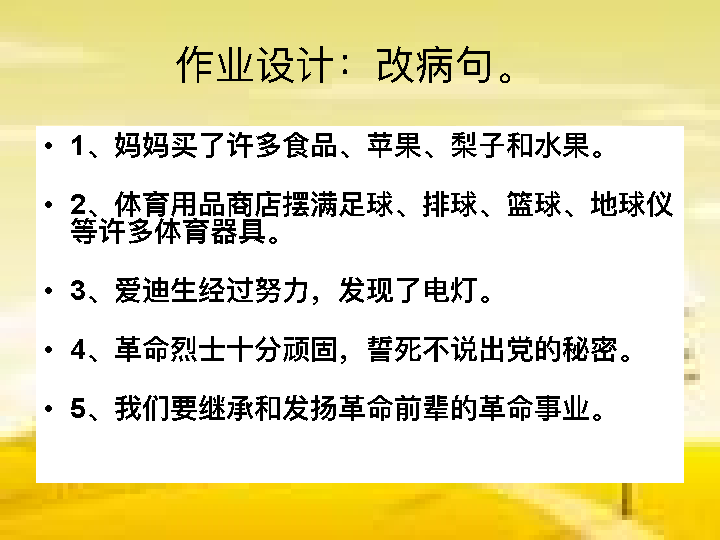 作业设计：改病句。
• 1、妈妈买了许多食品、苹果、梨子和水果。
• 2、体育用品商店摆满足球、排球、篮球、地球仪
等许多体育器具。
• 3、爱迪生经过努力，发现了电灯。
• 4、革命烈士十分顽固，誓死不说出党的秘密。
• 5、我们要继承和发扬革命前辈的革命事业。